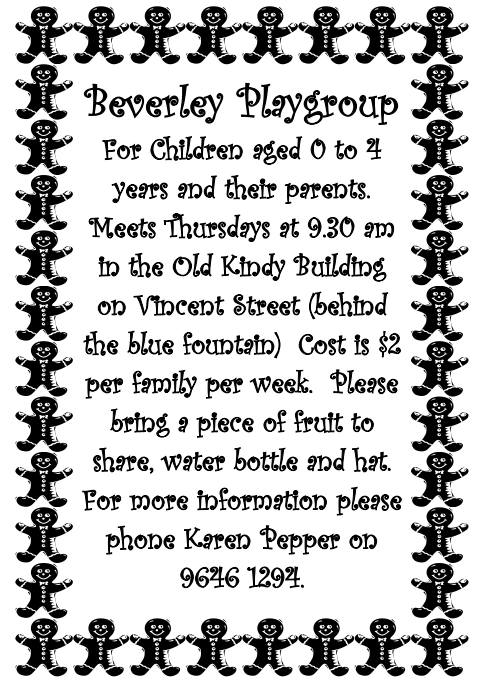 Beverley Playgroup
For Children aged 0 to 4
years and their parents.
Meets Thursdays at 9.30 am
in the Old Kindy Building
on Vincent Street (behind
the blue fountain)  Cost is $2
per family per week.  Please
bring a piece of fruit to
share, water bottle and hat.
For more information please
phone Karen Pepper on
9646 1294.